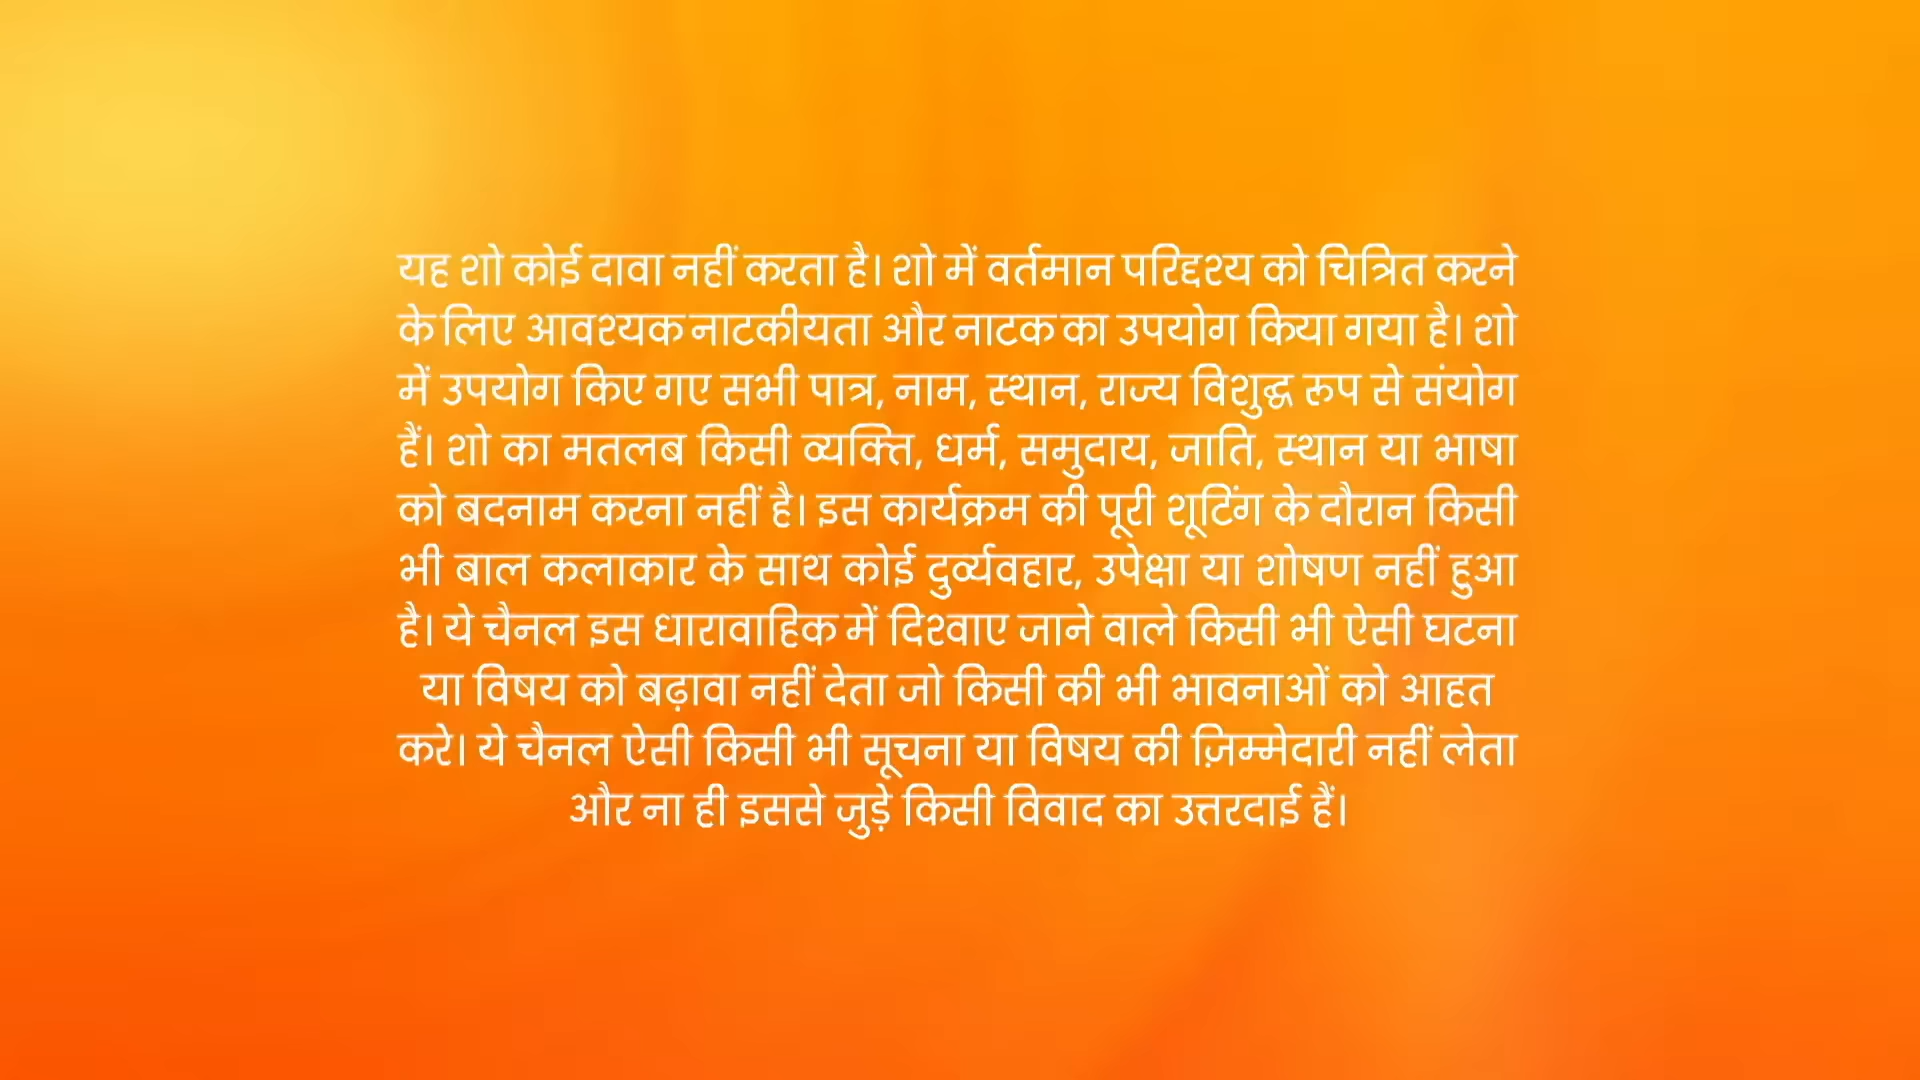 यह शो कोई दावा नहीं करता है। शो में वर्तमान परिदृश्य को चित्रित करने
के लिए आवश्यक नाटकीयता और नाटक का उपयोग किया गया है। शो
में उपयोग किए गए सभी पात्र, नाम, स्थान, राज्य विशुद्ध रुप से संयोग
हैं। शो का मतलब किसी व्यक्ति, धर्म, समुदाय, जाति, स्थान या भाषा
को बदनाम करना नहीं है। इस कार्यक्रम की पूरी शूटिंग के दौरान किसी
भी बाल कलाकार के साथ कोई दुर्व्यवहार, उपेक्षा या शोषण नहीं हुआ
है। ये चैनल इस धारावाहिक में दिखाए जाने वाले किसी भी ऐसी घटना
या विषय को बढ़ावा नहीं देता जो किसी की भी भावनाओं को आहत
करे। ये चैनल ऐसी किसी भी सूचना या विषय की ज़िम्मेदारी नहीं लेता
और ना ही इससे जुड़े किसी विवाद का उत्तरदाई हैं।